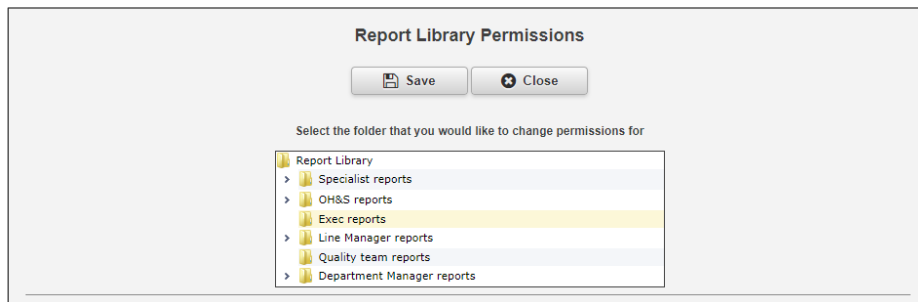 Report Library Permissions
Save
Close
Select the folder that you would like to change permissions for
Report Library
Specialist reports
OH&S reports
Exec reports
Line Manager reports
Quality team reports
Department Manager reports